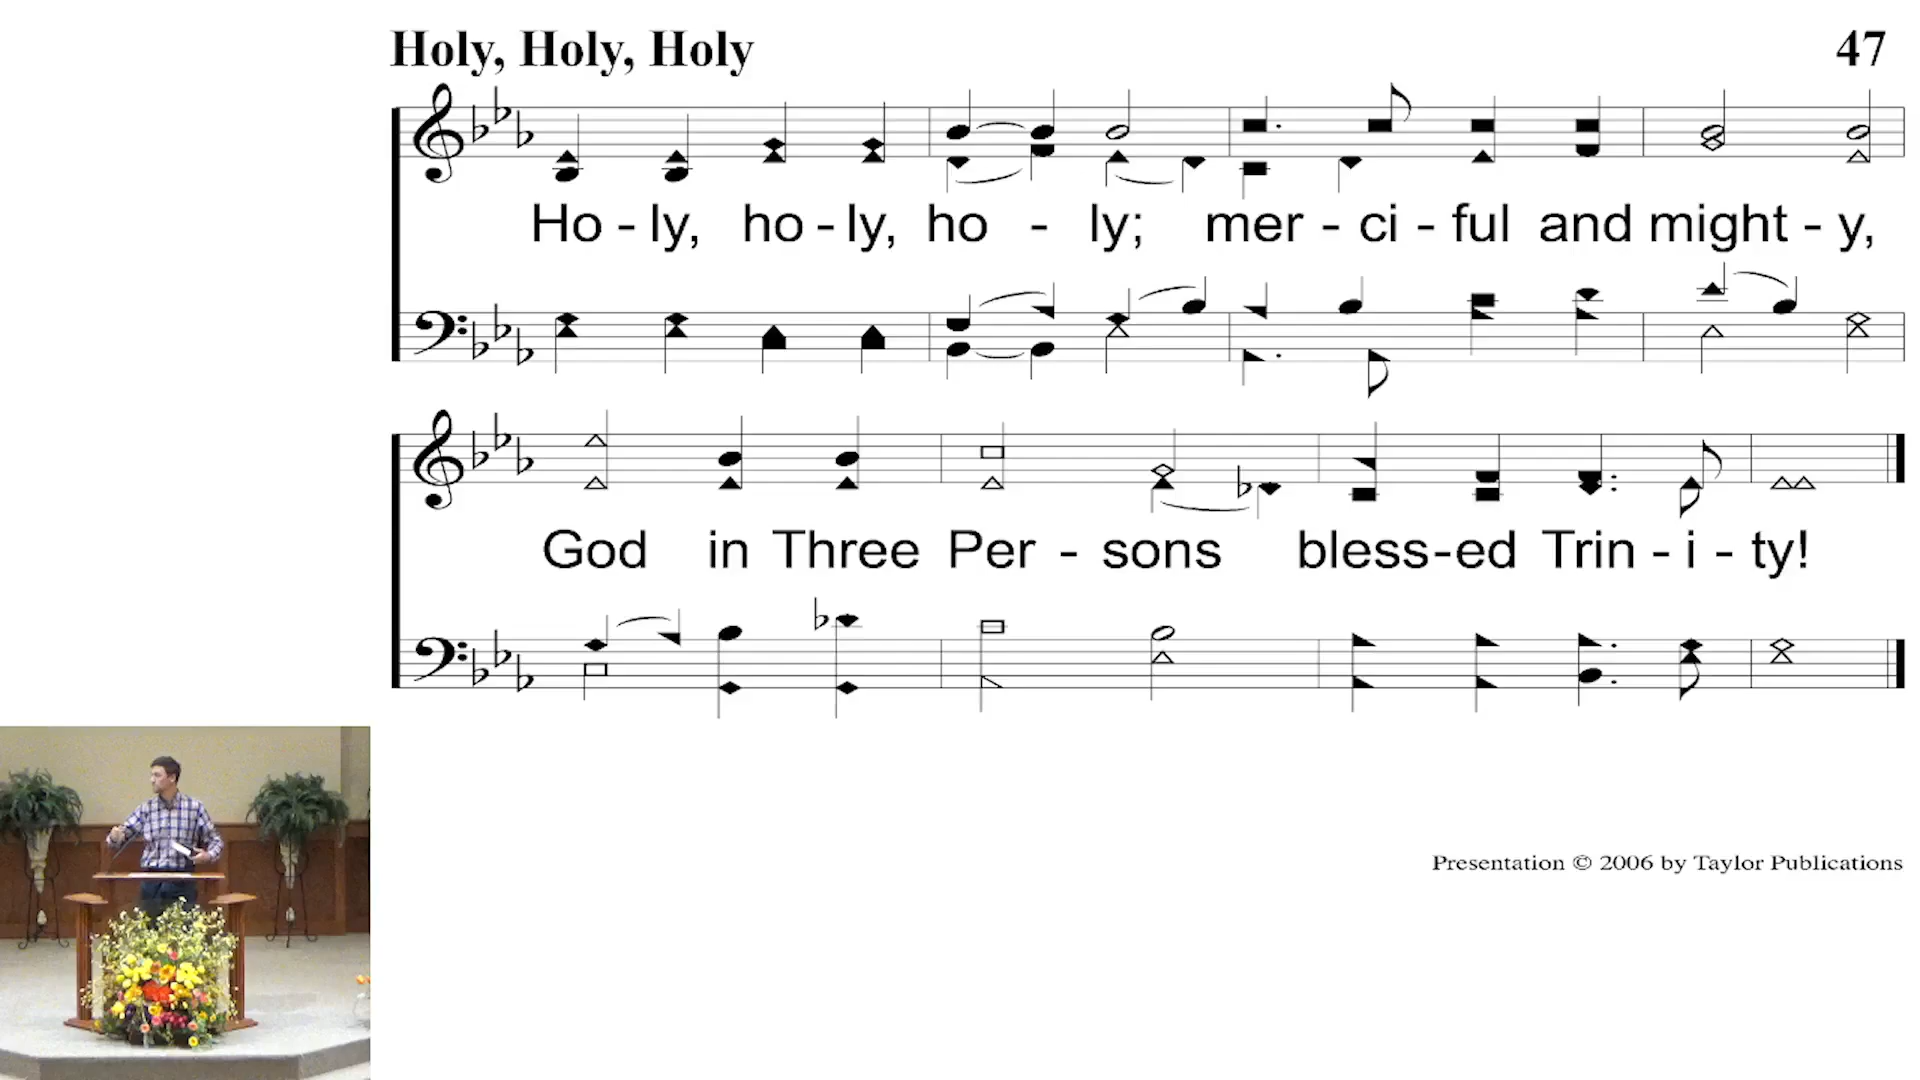 Holy, Holy, Holy 47
Ho - ly, ho - ly, ho - ly; mer - ci - ful and might - y,
God in Three Per - sons bless-ed Trin - i - ty!
Presentation © 2006 by Taylor Publications